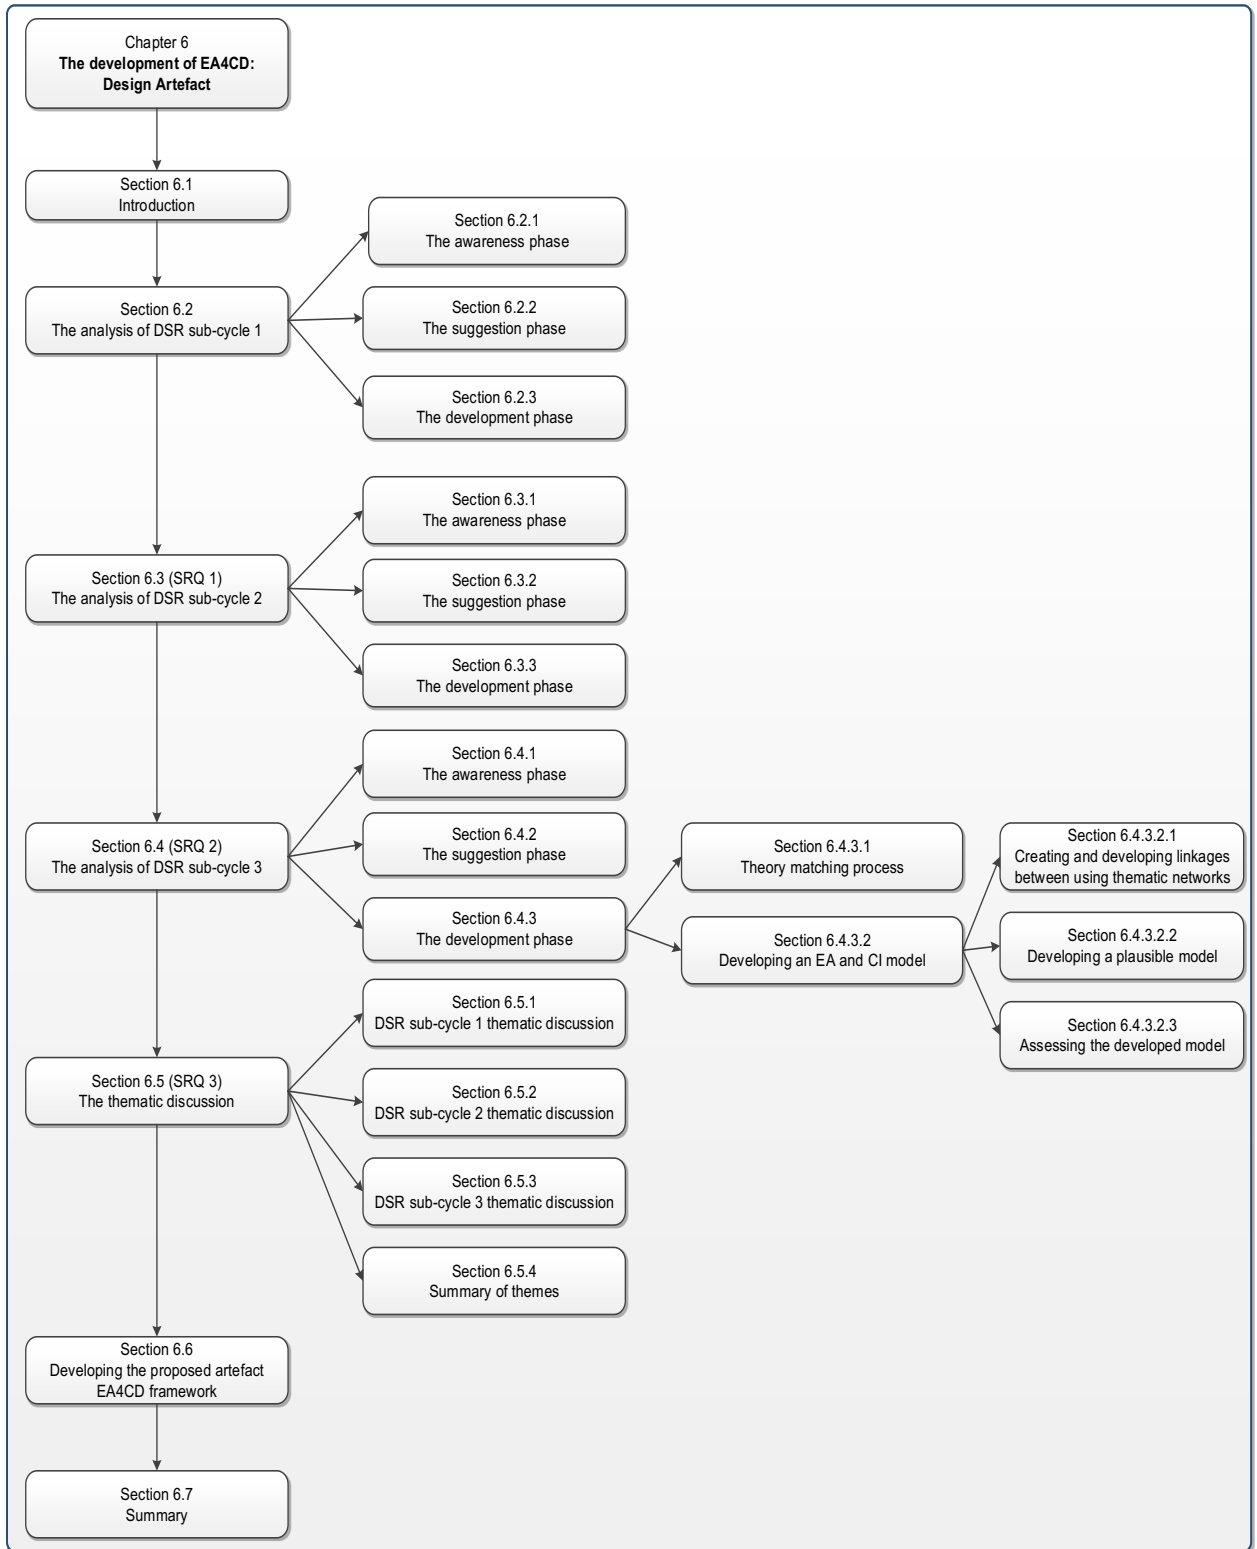 Chapter 6
The development of EA4CD:
Design Artefact
Section 6.1
Introduction
Section 6.2
The analysis of DSR sub-cycle 1
Section 6.2.1
The awareness phase
Section 6.2.2
The suggestion phase
Section 6.2.3
The development phase
Section 6.3 (SRQ 1)
The analysis of DSR sub-cycle 2
Section 6.3.1
The awareness phase
Section 6.3.2
The suggestion phase
Section 6.3.3
The development phase
Section 6.4 (SRQ 2)
The analysis of DSR sub-cycle 3
Section 6.4.1
The awareness phase
Section 6.4.2
The suggestion phase
Section 6.4.3
The development phase
Section 6.4.3.1
Theory matching process
Section 6.4.3.2
Developing an EA and CI model
Section 6.4.3.2.1
Creating and developing linkages
between using thematic networks
Section 6.4.3.2.2
Developing a plausible model
Section 6.4.3.2.3
Assessing the developed model
Section 6.5 (SRQ 3)
The thematic discussion
Section 6.5.1
DSR sub-cycle 1 thematic discussion
Section 6.5.2
DSR sub-cycle 2 thematic discussion
Section 6.5.3
DSR sub-cycle 3 thematic discussion
Section 6.5.4
Summary of themes
Section 6.6
Developing the proposed artefact
EA4CD framework
Section 6.7
Summary